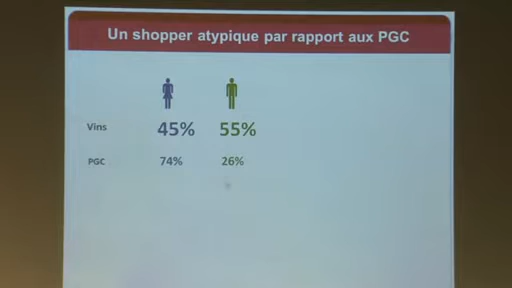 Un shopper atypique par rapport aux PGC
Vins 45% 55%
PGC 74% 26%